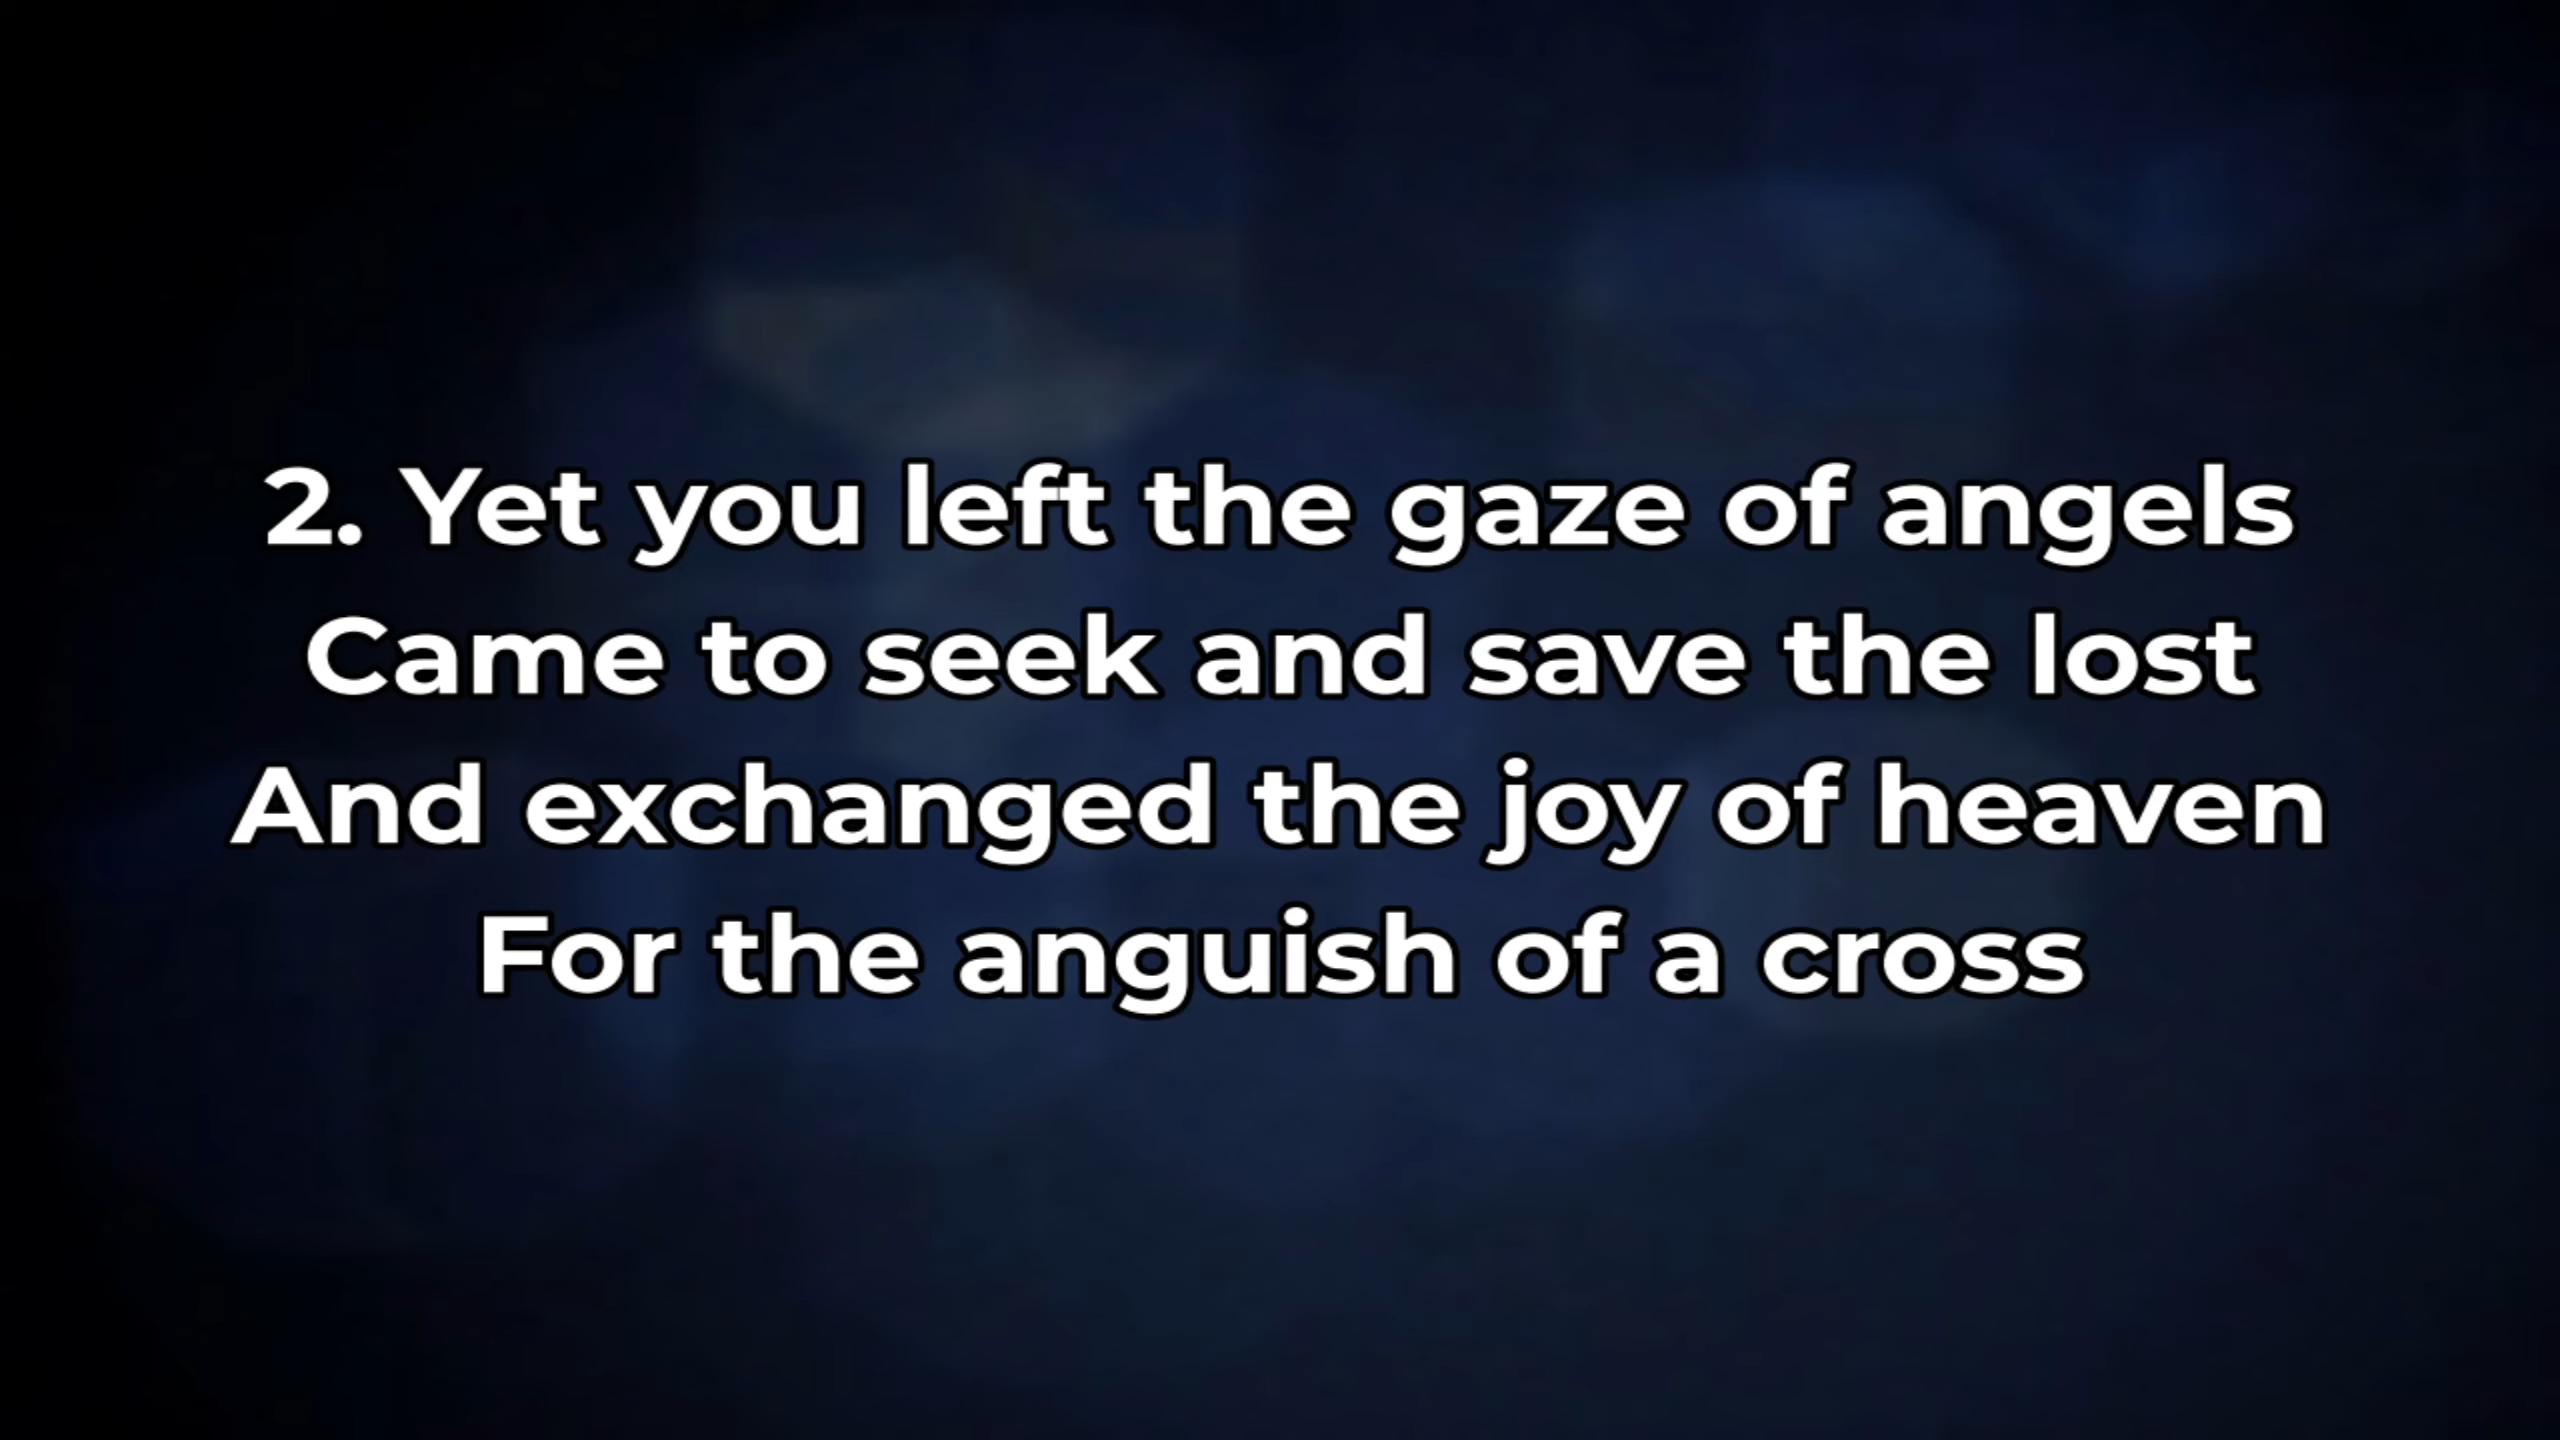 2. Yet you left the gaze of angels
Came to seek and save the lost
And exchanged the joy of heaven
For the anguish of a cross